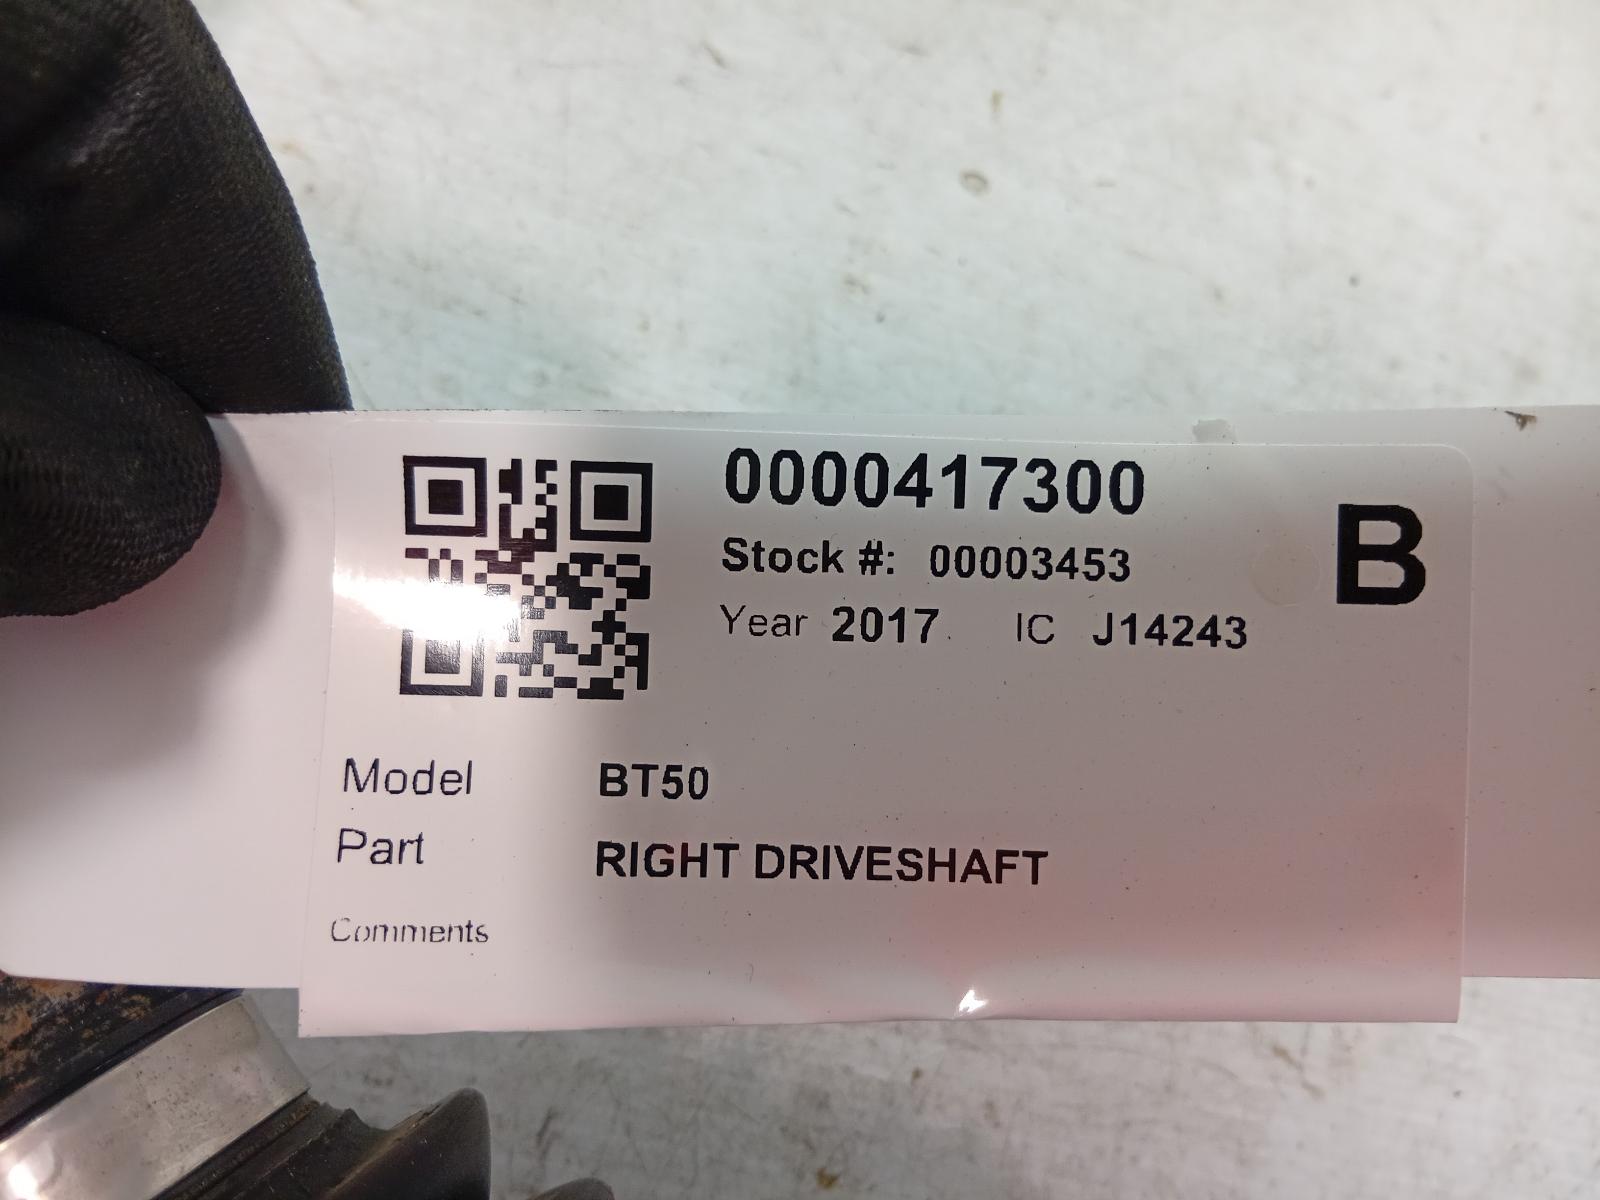 0000417300
B
Stock #: 00003453
Year 2017 IC J14243
Model BT50
Part RIGHT DRIVESHAFT
Comments